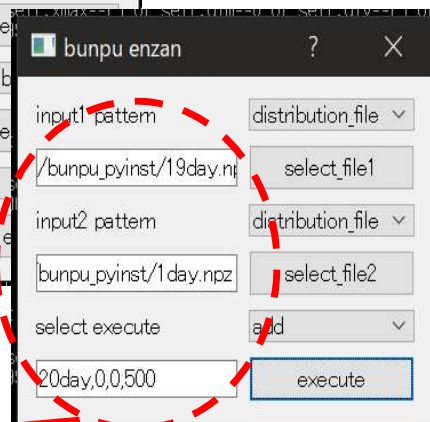 bunpu enzan ? ×
input1 pattern distribution_file
/bunpu_pyinst/19day.np select_file1
input2 pattern distribution_file
bunpu_pyinst/1day.npz select_file2
select execute add
20day,0,0,500 execute